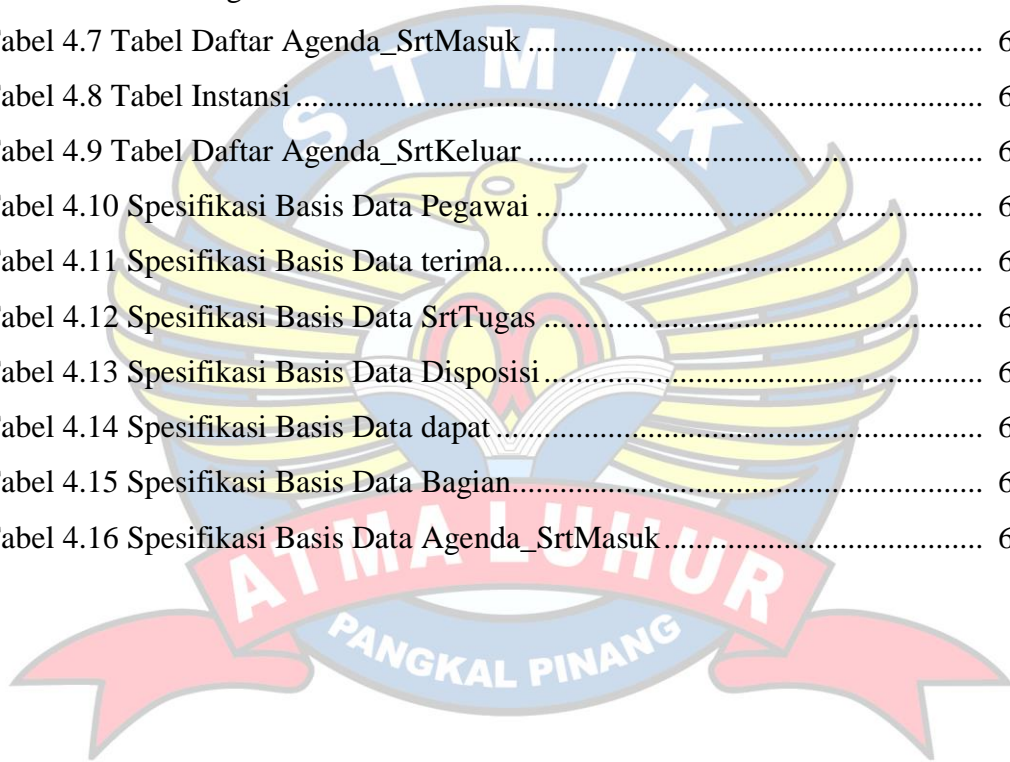 abel 4.7 Tabel Daftar Agenda_SrtMasuk ........................................................... 6
abel 4.8 Tabel Instansi ......................................................................................... 6
abel 4.9 Tabel Daftar Agenda_SrtKeluar ........................................................... 6
abel 4.10 Spesifikasi Basis Data Pegawai .......................................................... 6
abel 4.11 Spesifikasi Basis Data terima.............................................................. 6
abel 4.12 Spesifikasi Basis Data SrtTugas ......................................................... 6
abel 4.13 Spesifikasi Basis Data Disposisi ......................................................... 6
abel 4.14 Spesifikasi Basis Data dapat ............................................................... 6
abel 4.15 Spesifikasi Basis Data Bagian............................................................. 6
abel 4.16 Spesifikasi Basis Data Agenda_SrtMasuk .......................................... 6
STMIK
ATMA LUHUR
PANGKAL PINANG